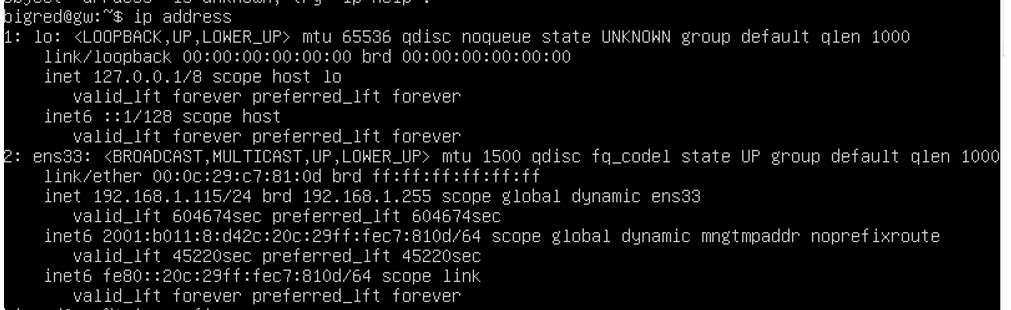 bigred@gw:~$ ip address
1: lo: <LOOPBACK,UP,LOWER_UP> mtu 65536 qdisc noqueue state UNKNOWN group default qlen 1000
    link/loopback 00:00:00:00:00:00 brd 00:00:00:00:00:00
    inet 127.0.0.1/8 scope host lo
       valid_lft forever preferred_lft forever
    inet6 ::1/128 scope host
       valid_lft forever preferred_lft forever
2: ens33: <BROADCAST,MULTICAST,UP,LOWER_UP> mtu 1500 qdisc fq_codel state UP group default qlen 1000
    link/ether 00:0c:29:c7:81:0d brd ff:ff:ff:ff:ff:ff
    inet 192.168.1.115/24 brd 192.168.1.255 scope global dynamic ens33
       valid_lft 604674sec preferred_lft 604674sec
    inet6 2001:b011:8:d42c:20c:29ff:fec7:810d/64 scope global dynamic mngtmpaddr noprefixroute
       valid_lft 45220sec preferred_lft 45220sec
    inet6 fe80::20c:29ff:fec7:810d/64 scope link
       valid_lft forever preferred_lft forever